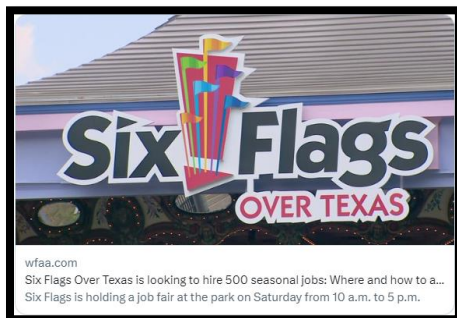 Six Flags
OVER TEXAS
wfaa.com
Six Flags Over Texas is looking to hire 500 seasonal jobs: Where and how to a...
Six Flags is holding a job fair at the park on Saturday from 10 a.m. to 5 p.m.